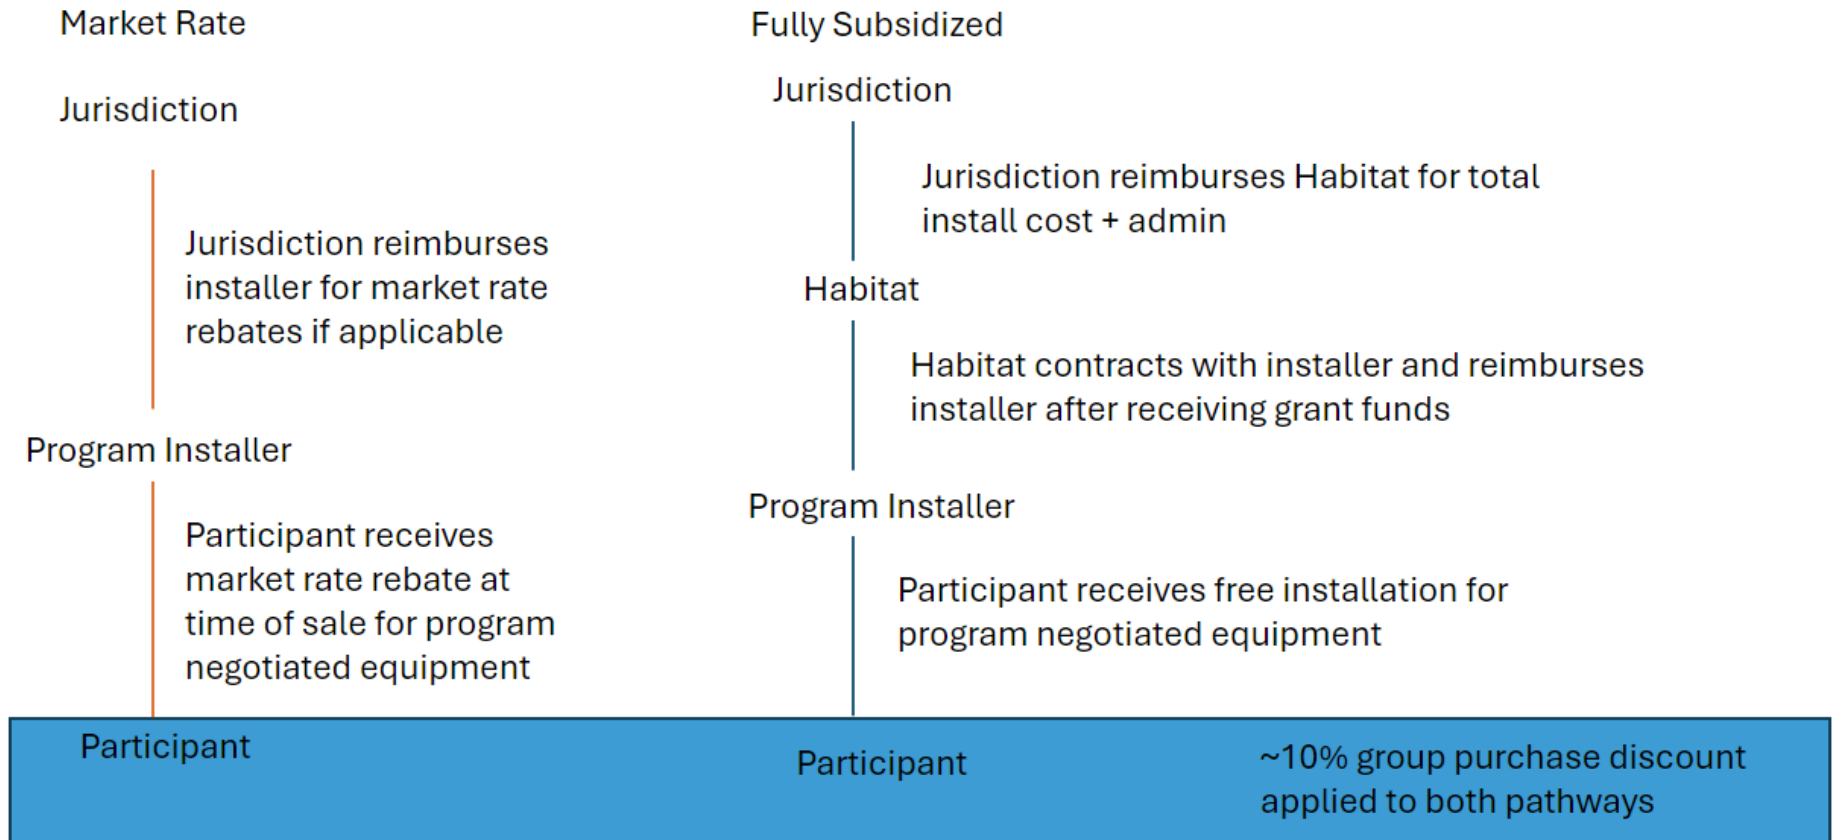 Market Rate
Jurisdiction
Jurisdiction reimburses
installer for market rate
rebates if applicable
Program Installer
Participant receives
market rate rebate at
time of sale for program
negotiated equipment
Participant
Fully Subsidized
Jurisdiction
Jurisdiction reimburses Habitat for total
install cost + admin
Habitat
Habitat contracts with installer and reimburses
installer after receiving grant funds
Program Installer
Participant receives free installation for
program negotiated equipment
Participant
~10% group purchase discount
applied to both pathways